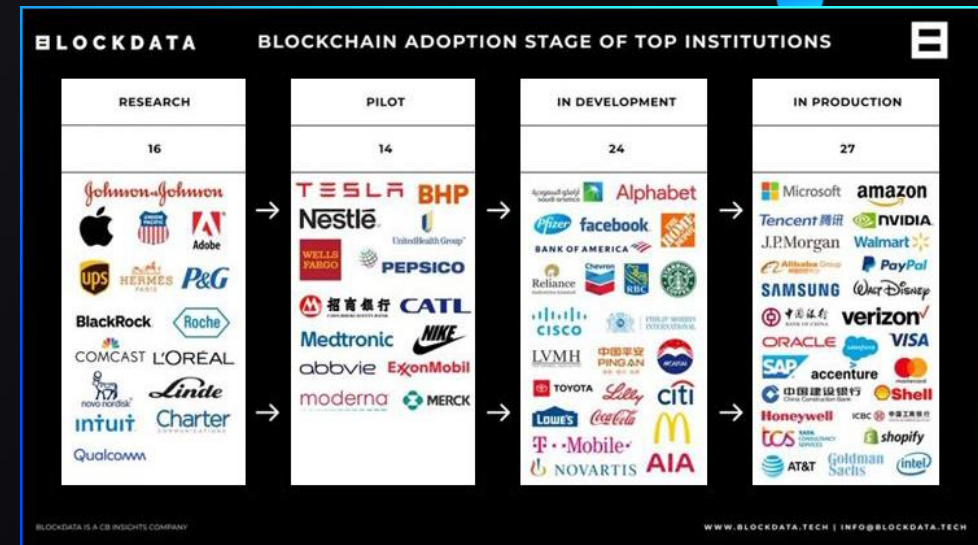 BLOCKDATA
BLOCKCHAIN ADOPTION STAGE OF TOP INSTITUTIONS
RESEARCH
16
Johnson&Johnson
UNION PACIFIC
Adobe
ups
HERMÈS
PARIS
P&G
BlackRock
Roche
COMCAST
L'ORÉAL
novo nordisk
Linde
INTUIT
Charter
COMMUNICATIONS
Qualcomm
PILOT
14
TESLA
BHP
Nestlé
UnitedHealth Group
WELLS FARGO
PEPSICO
招商银行
CATL
Medtronic
NIKE
abbvie
ExxonMobil
moderna
MERCK
IN DEVELOPMENT
24
saudi aramco
Alphabet
Pfizer
facebook
THE HOME DEPOT
BANK OF AMERICA
Reliance
Industries Limited
Chevron
RBC
cisco
PHILIP MORRIS
INTERNATIONAL
LVMH
中国平安
PING AN
TOYOTA
Lilly
citi
LOWE'S
Coca-Cola
T··Mobile·
NOVARTIS
AIA
IN PRODUCTION
27
Microsoft
amazon
Tencent 腾讯
NVIDIA.
J.P.Morgan
Walmart
Alibaba Group
PayPal
SAMSUNG
WALT DISNEY
中国银行
BANK OF CHINA
verizon
ORACLE
salesforce
VISA
SAP
accenture
mastercard
中国建设银行
China Construction Bank
Shell
Honeywell
ICBC 中国工商银行
tcs TATA
CONSULTANCY
SERVICES
shopify
AT&T
Goldman
Sachs
intel
BLOCKDATA IS A CB INSIGHTS COMPANY
WWW.BLOCKDATA.TECH | INFO@BLOCKDATA.TECH